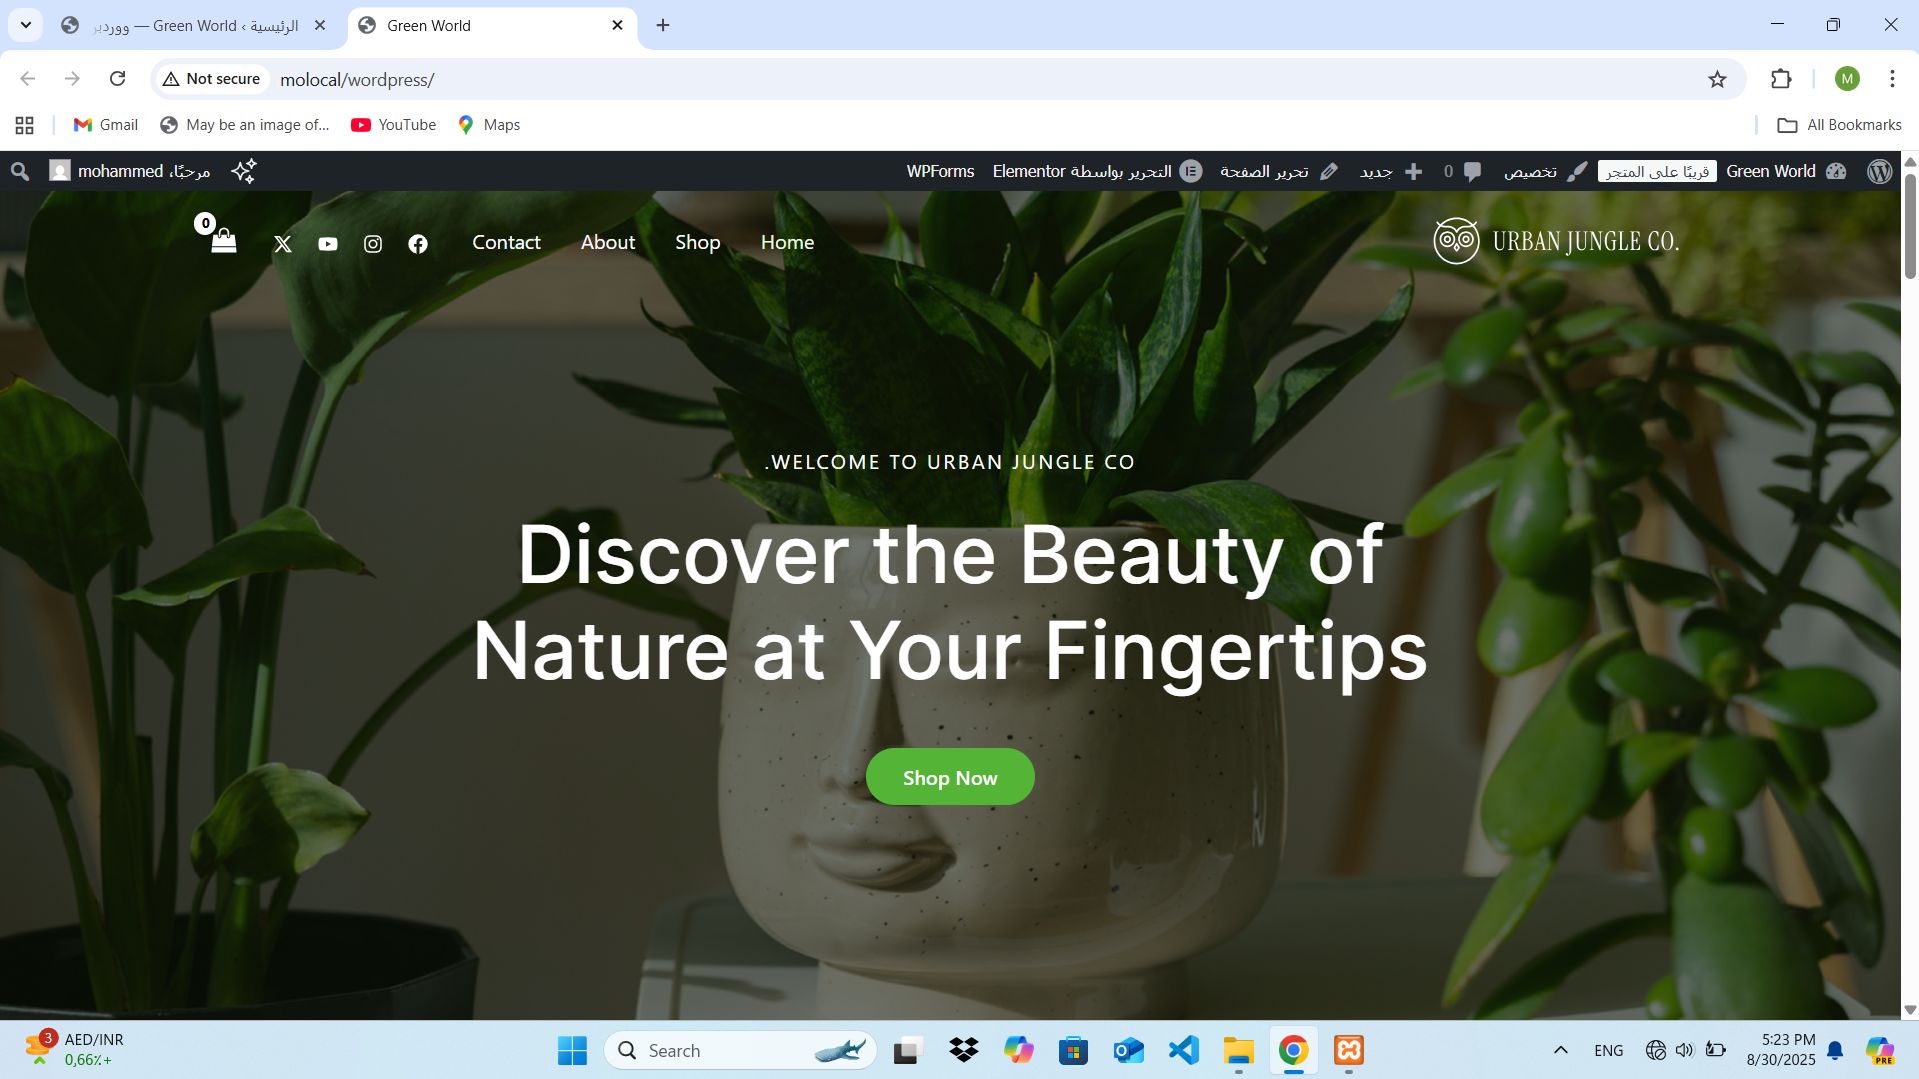 الرئيسية › Green World — ووردبر
Green World
Not secure
molocal/wordpress/
M
Gmail
May be an image of...
YouTube
Maps
All Bookmarks
مرحبًا، mohammed
WPForms
التحرير بواسطة Elementor
تحرير الصفحة
جديد
0
تخصيص
قريبًا على المتجر
Green World
0
Contact
About
Shop
Home
URBAN JUNGLE CO.
.WELCOME TO URBAN JUNGLE CO
Discover the Beauty of
Nature at Your Fingertips
Shop Now
3
AED/INR
0,66٪+
Search
ENG
5:23 PM
8/30/2025
PRE